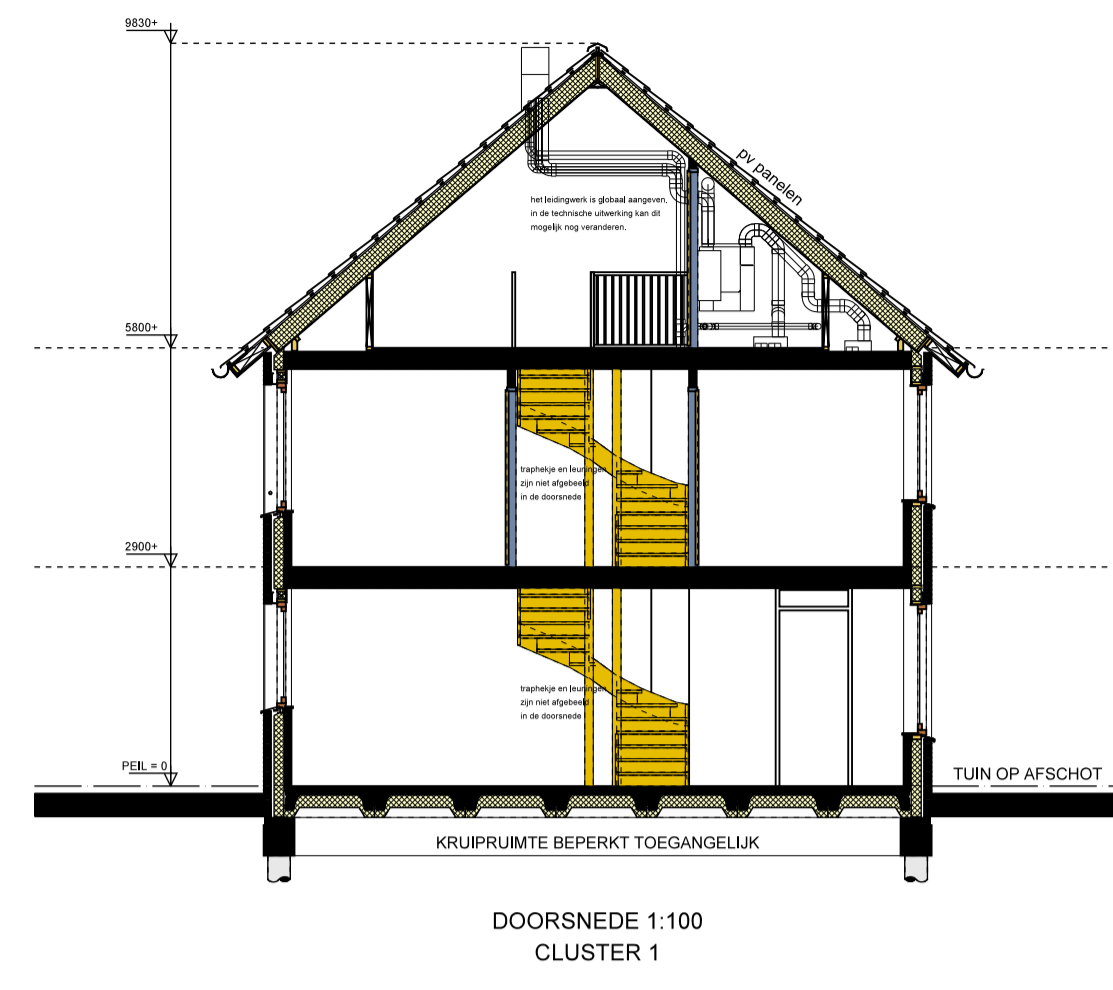 9830+
pv panelen
het leidingwerk is globaal aangeven.
in de technische uitwerking kan dit
mogelijk nog veranderen.
5800+
traphekje en leuningen
zijn niet afgebeeld
in de doorsnede
2900+
traphekje en leuningen
zijn niet afgebeeld
in de doorsnede
PEIL = 0
TUIN OP AFSCHOT
KRUIPRUIMTE BEPERKT TOEGANGELIJK
DOORSNEDE 1:100
CLUSTER 1